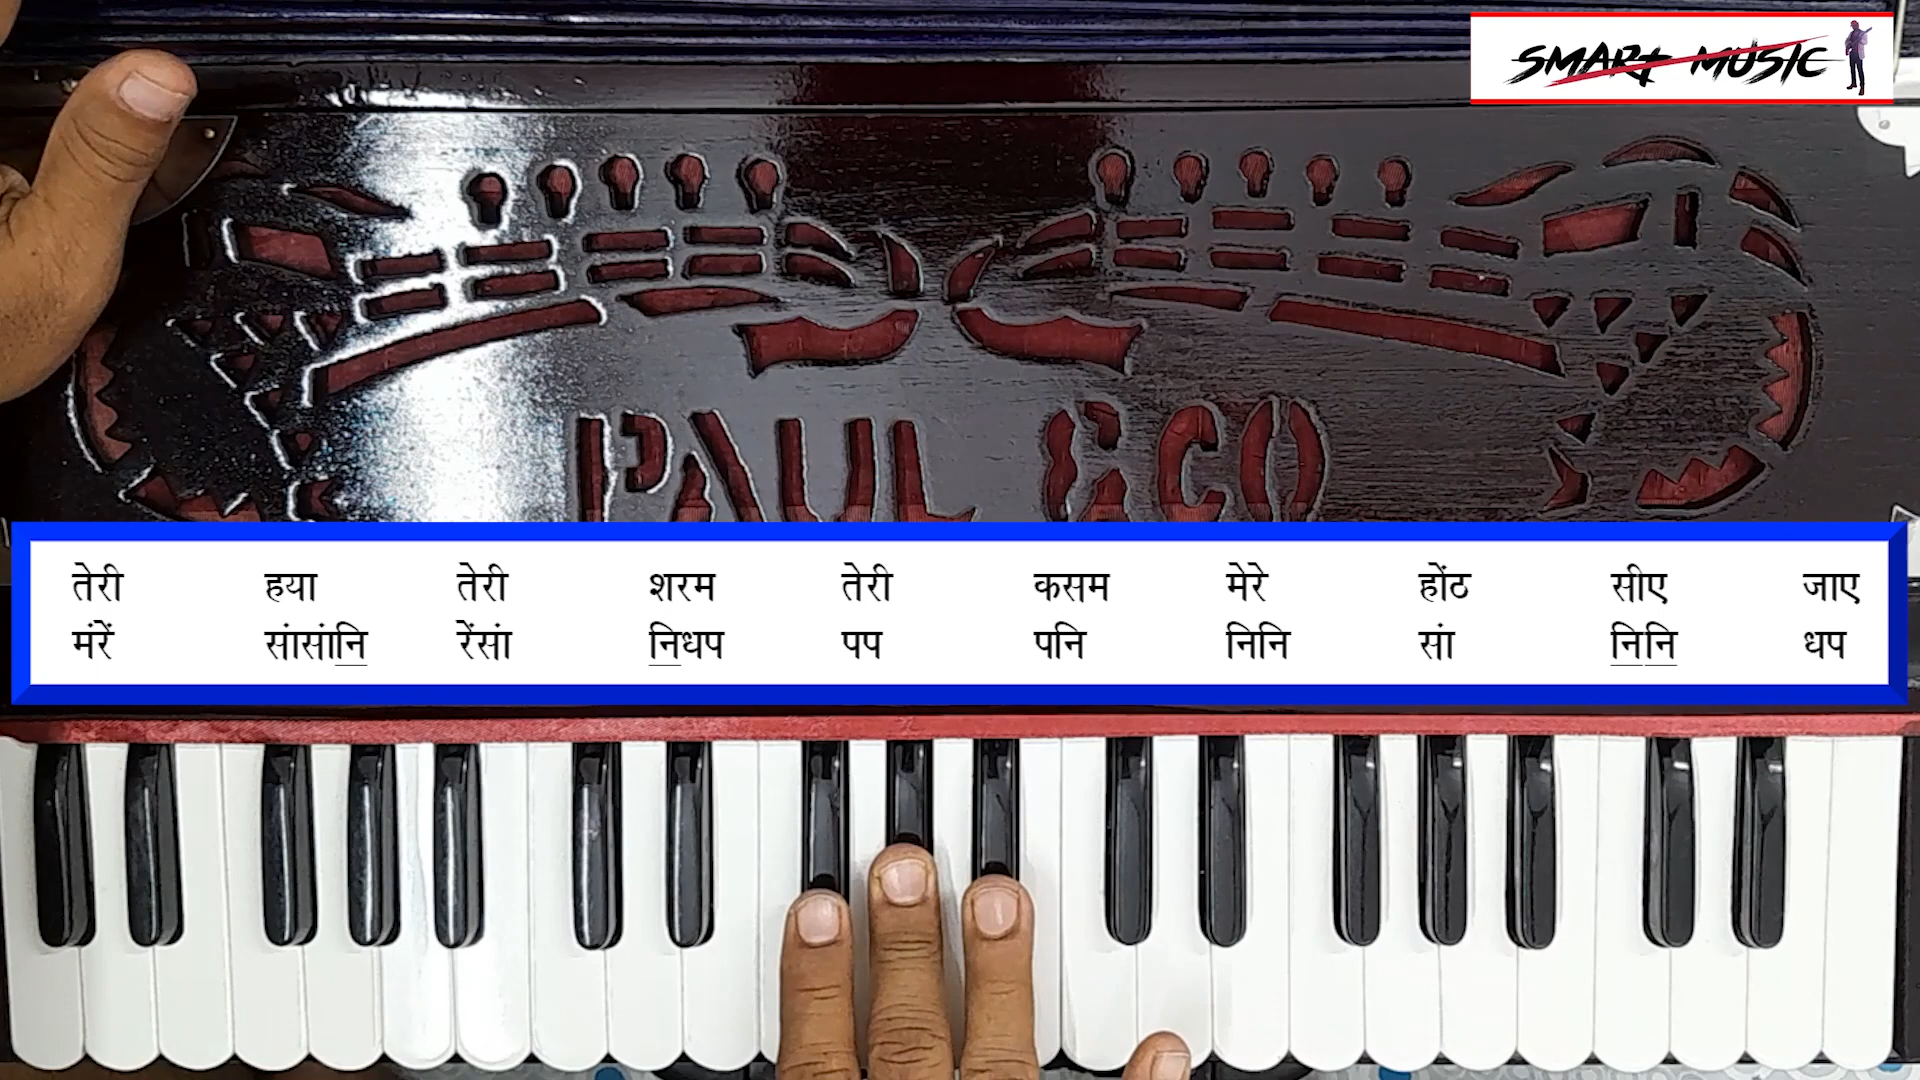 SMART MUSIC
PAUL & CO
तेरी हया तेरी शरम तेरी कसम मेरे होंठ सीए जाए
मंरें सांसांनि रेंसां निधप पप पनि निनि सां निनि धप